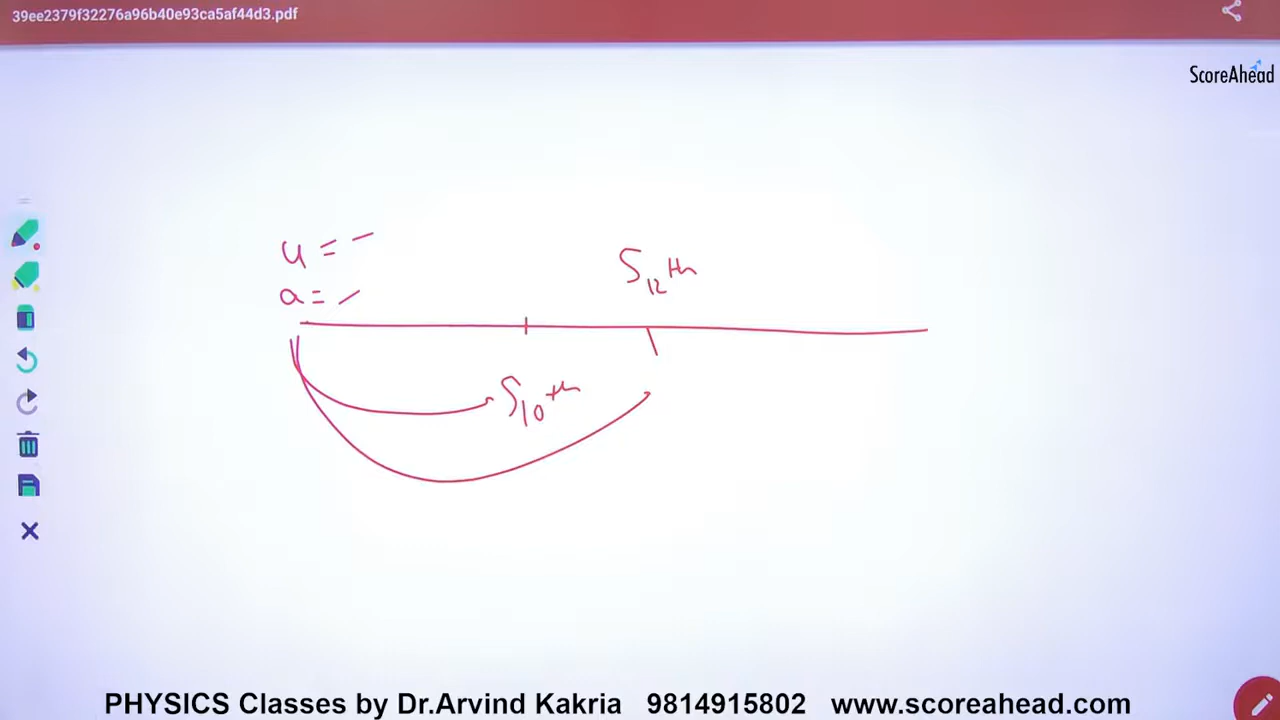 39ee2379f32276a96b40e93ca5af44d3.pdf
ScoreAhead
u = -
a = -
S12th
S10th
PHYSICS Classes by Dr.Arvind Kakria 9814915802 www.scoreahead.com